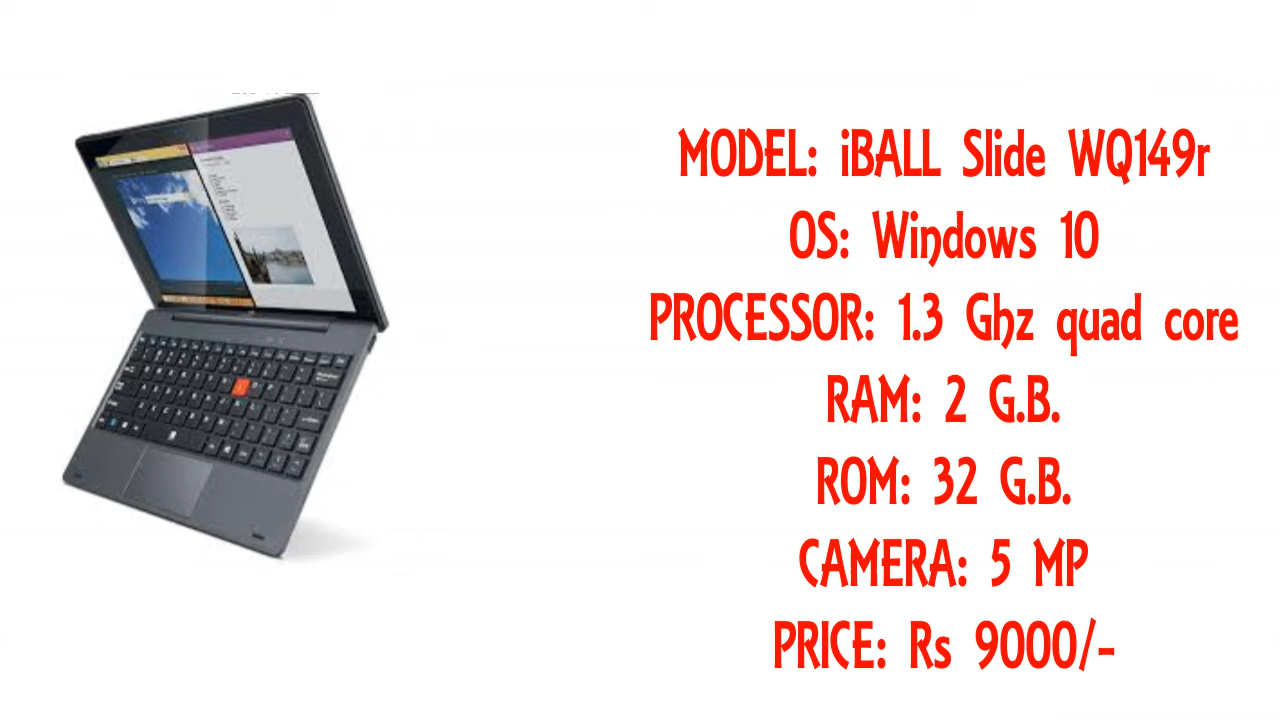 MODEL: iBALL Slide WQ149r
OS: Windows 10
PROCESSOR: 1.3 Ghz quad core
RAM: 2 G.B.
ROM: 32 G.B.
CAMERA: 5 MP
PRICE: Rs 9000/-